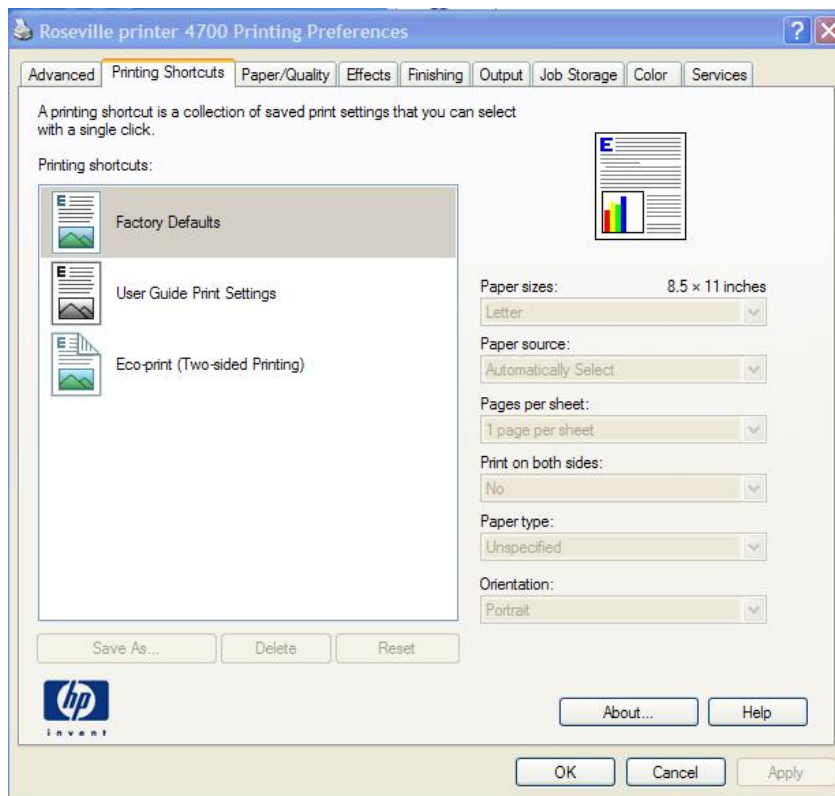 Roseville printer 4700 Printing Preferences
Advanced
Printing Shortcuts
Paper/Quality
Effects
Finishing
Output
Job Storage
Color
Services
A printing shortcut is a collection of saved print settings that you can select
with a single click.
Printing shortcuts:
E
Factory Defaults
E
User Guide Print Settings
E
Eco-print (Two-sided Printing)
E
Paper sizes: 8.5 × 11 inches
Letter
Paper source:
Automatically Select
Pages per sheet:
1 page per sheet
Print on both sides:
No
Paper type:
Unspecified
Orientation:
Portrait
Save As...
Delete
Reset
hp
invent
About...
Help
OK
Cancel
Apply